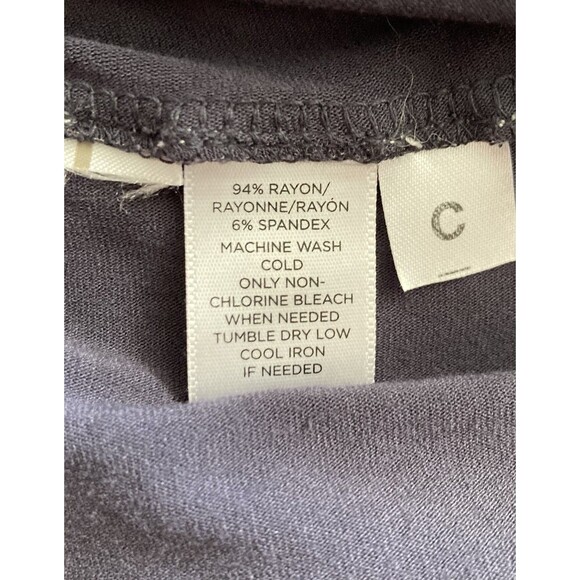 94% RAYON/
RAYONNE/RAYÓN
6% SPANDEX
MACHINE WASH
COLD
ONLY NON-
CHLORINE BLEACH
WHEN NEEDED
TUMBLE DRY LOW
COOL IRON
IF NEEDED
C